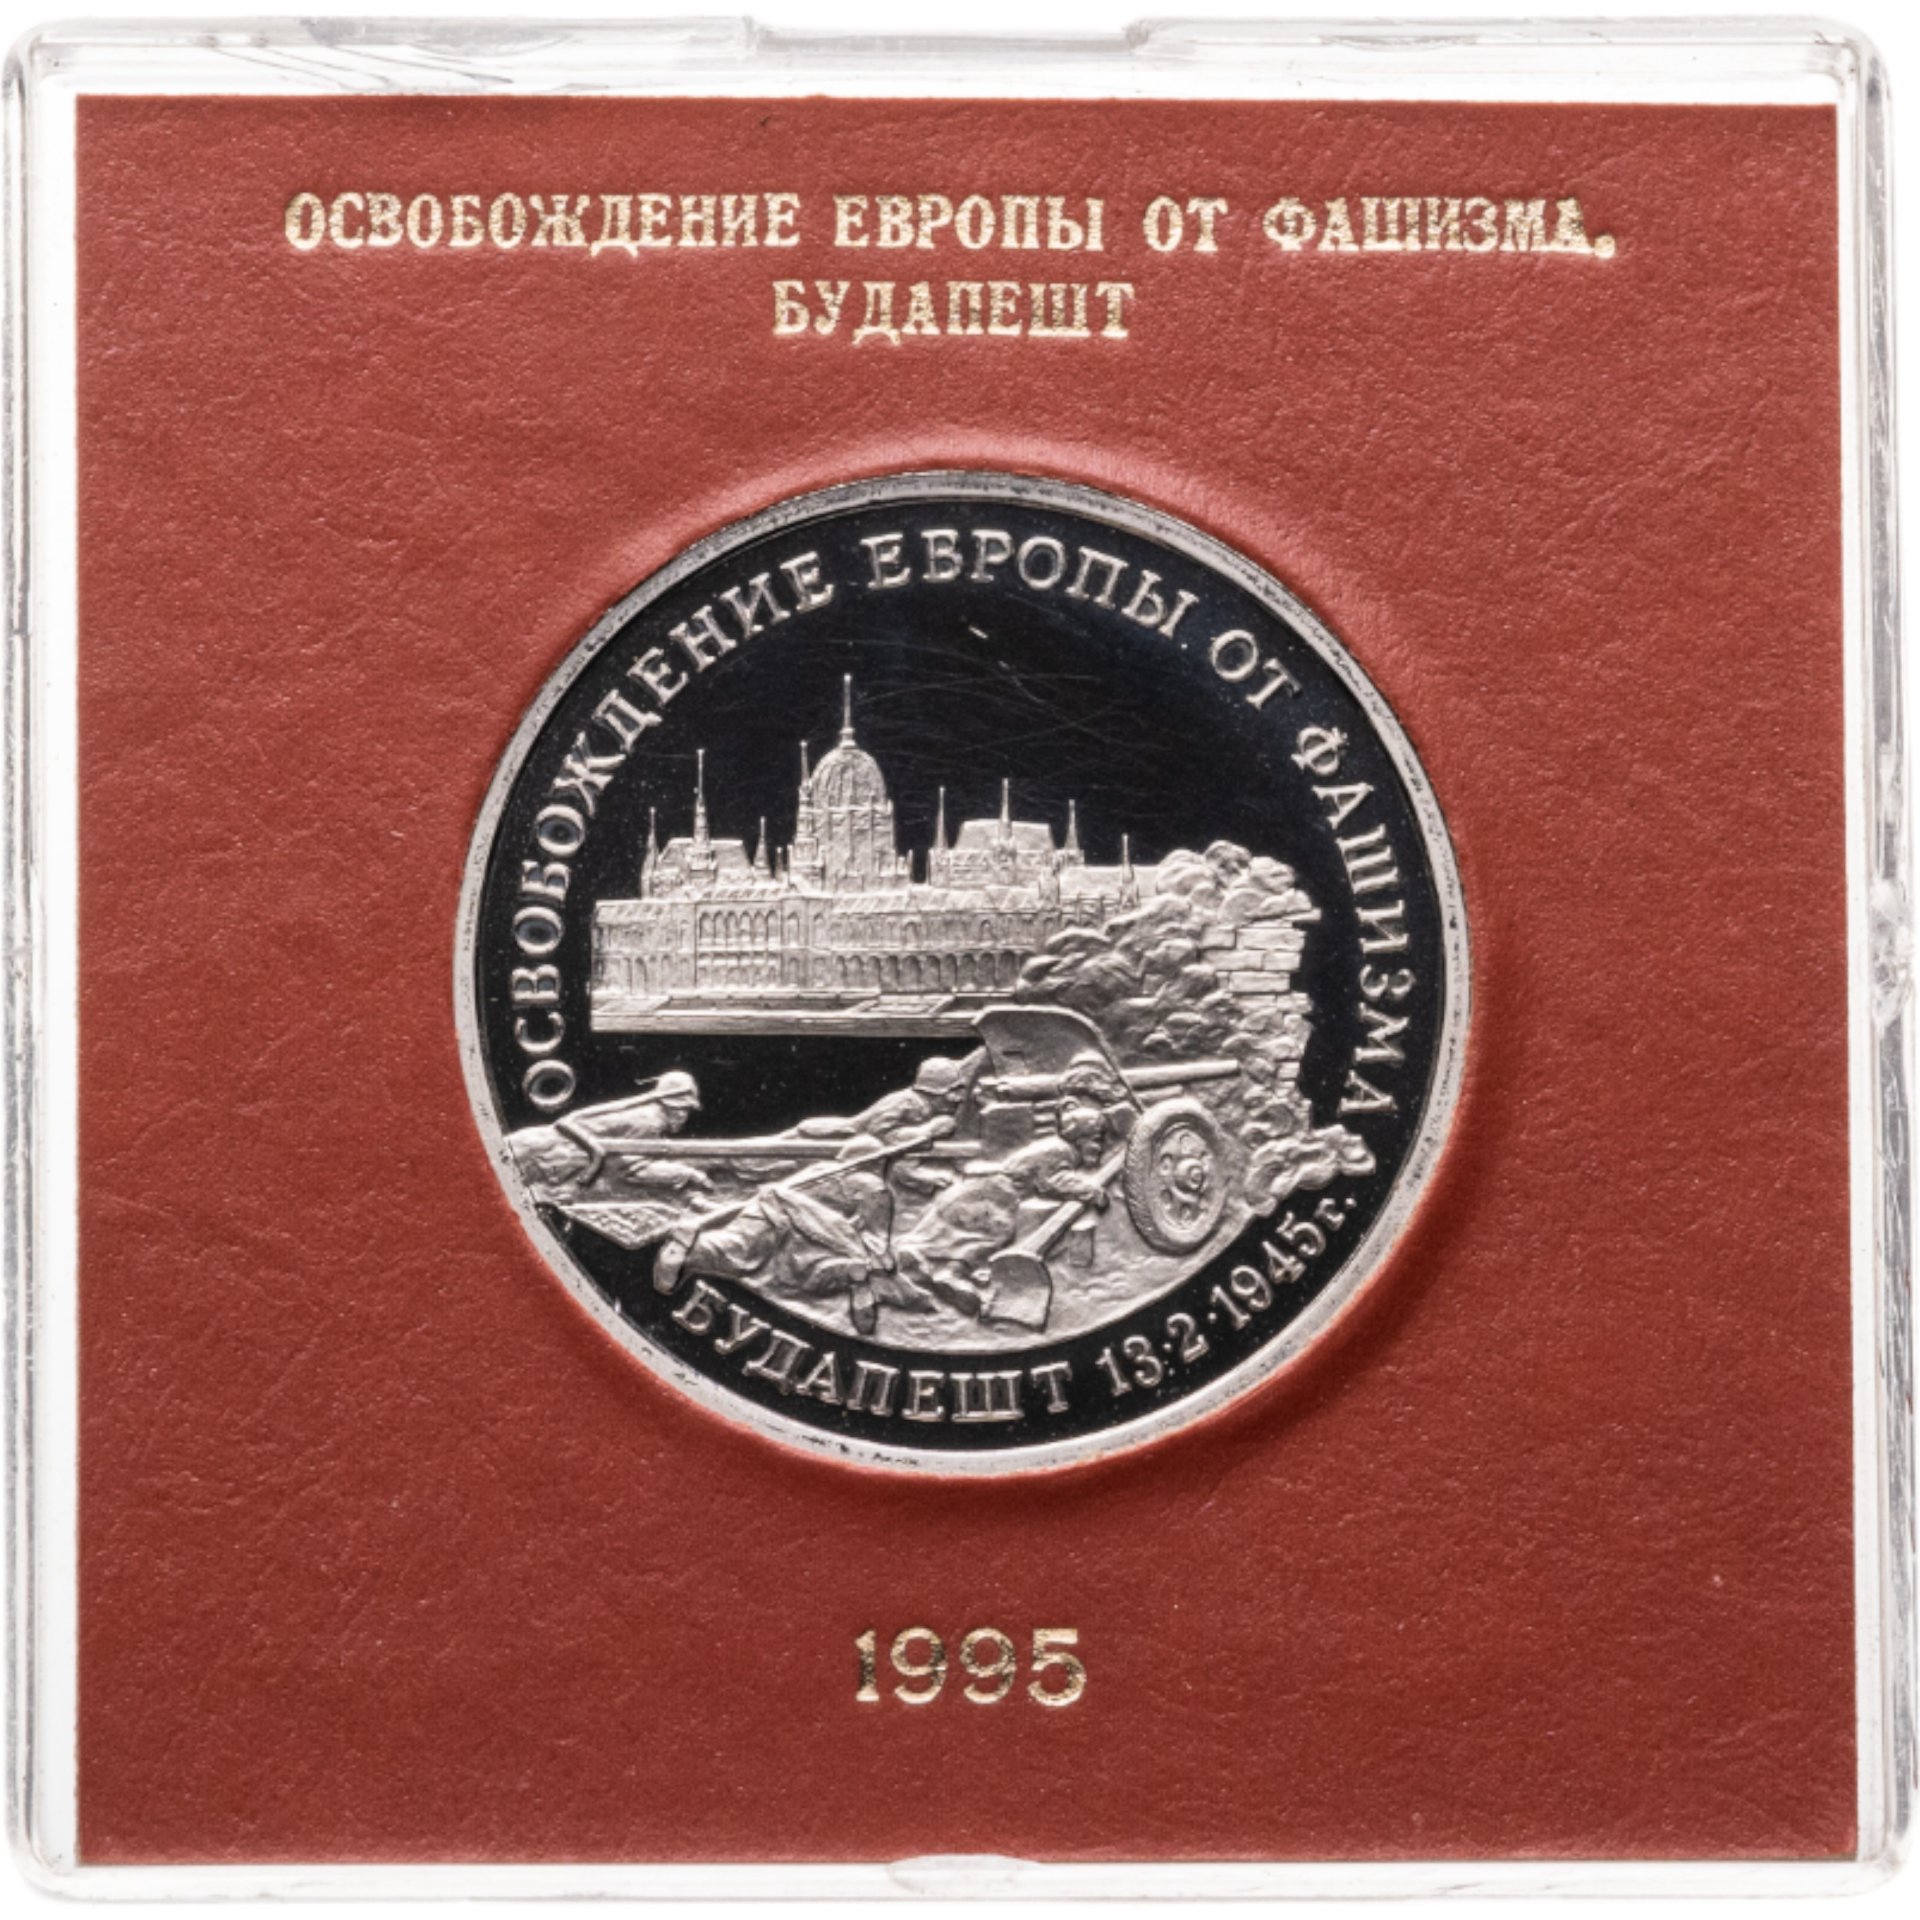 ОСВОБОЖДЕНИЕ ЕВРОПЫ ОТ ФАШИЗМА.
БУДАПЕШТ
ОСВОБОЖДЕНИЕ ЕВРОПЫ ОТ ФАШИЗМА
БУДАПЕШТ 13·2·1945г.
1995